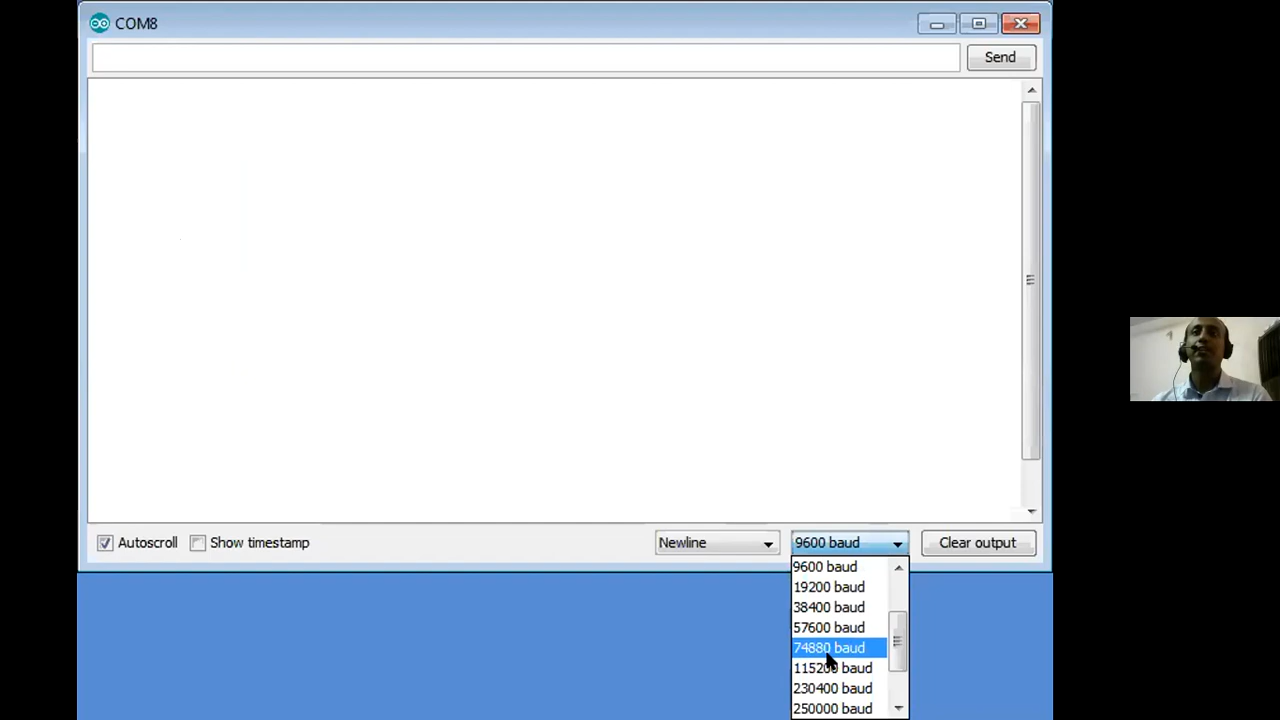 COM8
Send
Autoscroll
Show timestamp
Newline
9600 baud
Clear output
9600 baud
19200 baud
38400 baud
57600 baud
74880 baud
115200 baud
230400 baud
250000 baud